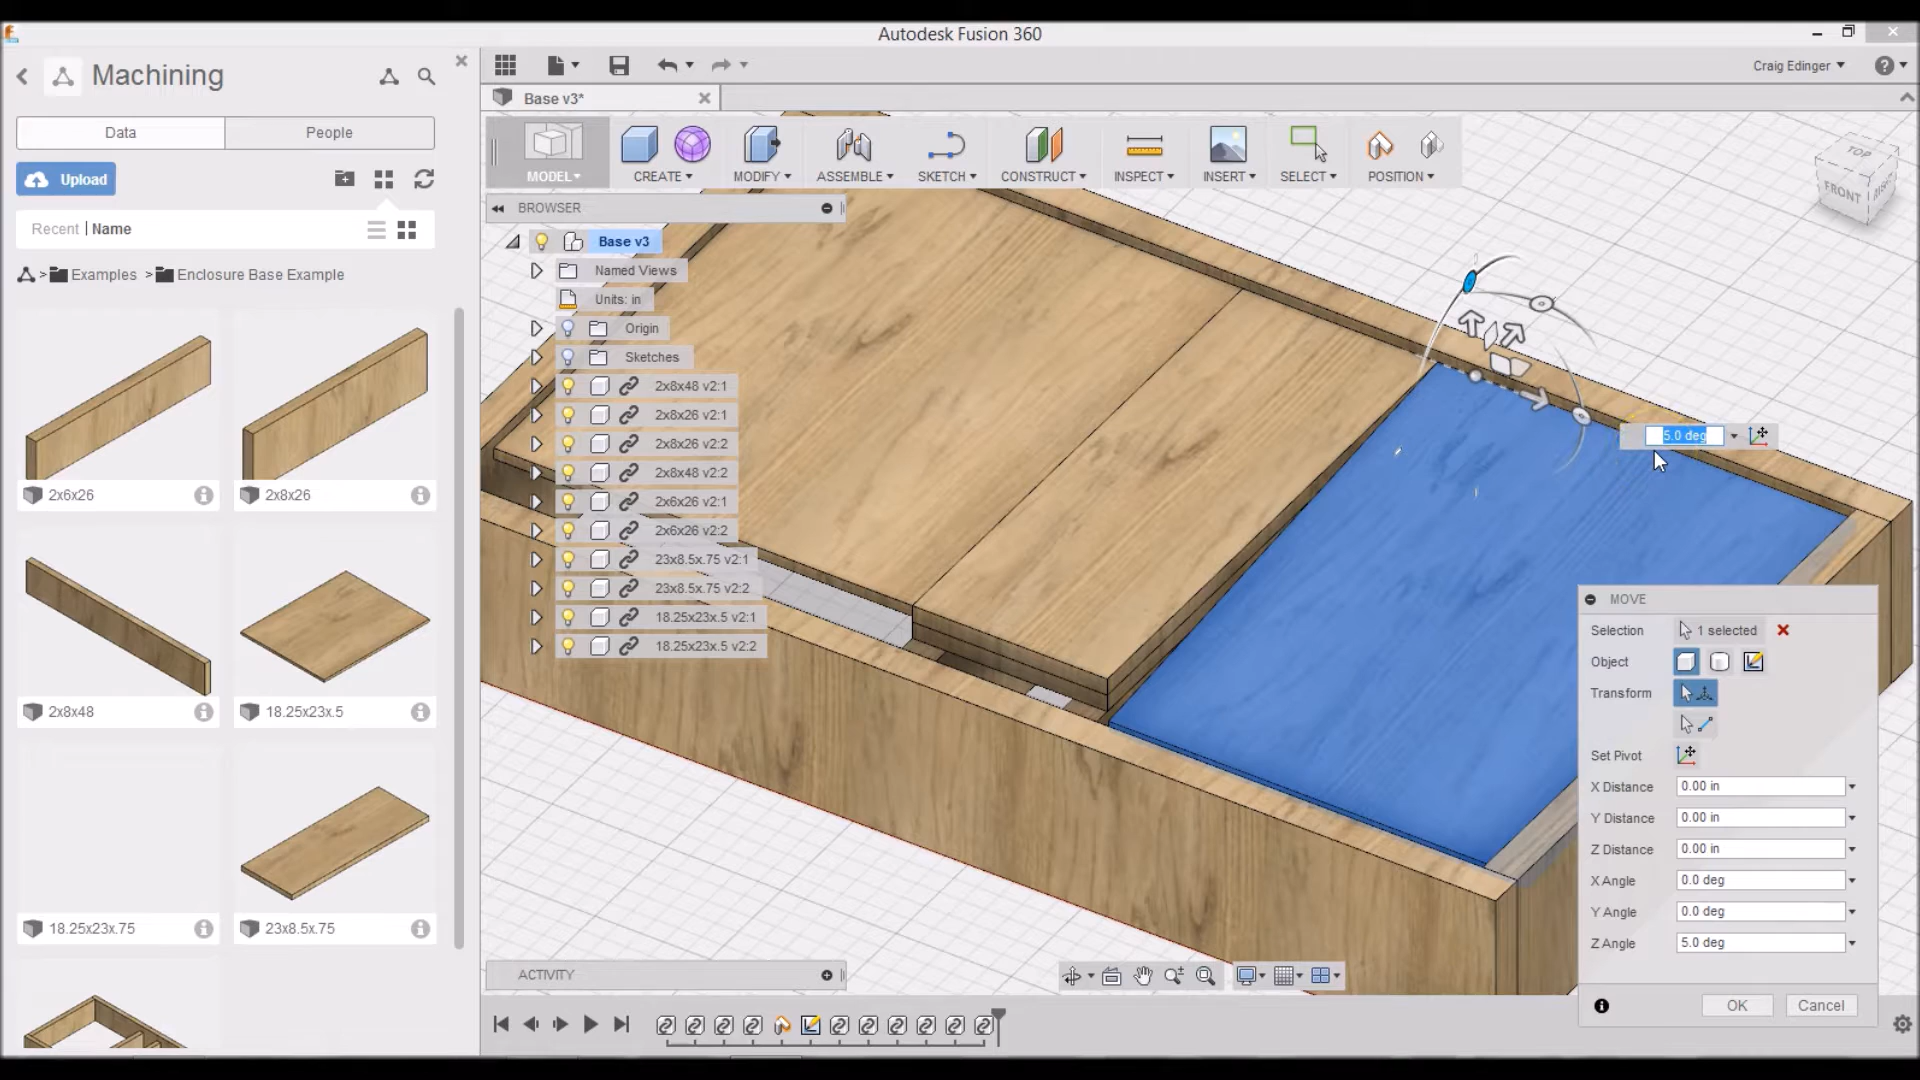 Autodesk Fusion 360
Machining
Craig Edinger
Base v3*
Data
People
MODEL
CREATE
MODIFY
ASSEMBLE
SKETCH
CONSTRUCT
INSPECT
INSERT
SELECT
POSITION
TOP
FRONT
Upload
BROWSER
Recent | Name
Base v3
Named Views
> Examples > Enclosure Base Example
Units: in
Origin
Sketches
2x8x48 v2:1
2x8x26 v2:1
2x8x26 v2:2
2x8x48 v2:2
2x6x26 v2:1
2x6x26 v2:2
23x8.5x.75 v2:1
23x8.5x.75 v2:2
18.25x23x.5 v2:1
18.25x23x.5 v2:2
2x6x26
2x8x26
2x8x48
18.25x23x.5
18.25x23x.75
23x8.5x.75
5.0 deg
MOVE
Selection 1 selected
Object
Transform
Set Pivot
X Distance 0.00 in
Y Distance 0.00 in
Z Distance 0.00 in
X Angle 0.0 deg
Y Angle 0.0 deg
Z Angle 5.0 deg
OK Cancel
ACTIVITY